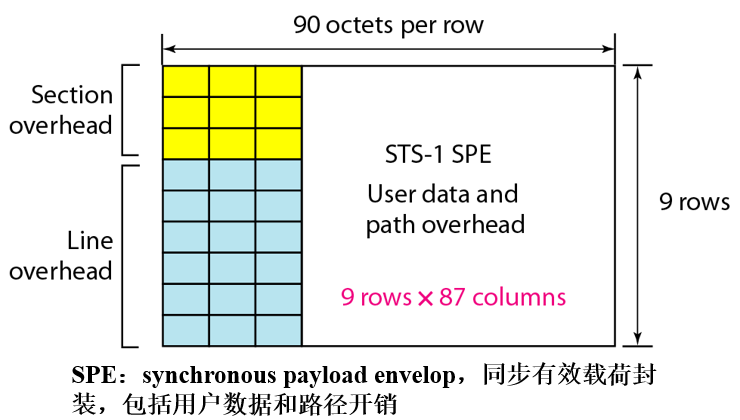 90 octets per row
Section
overhead
STS-1 SPE
User data and
path overhead
9 rows
Line
overhead
9 rows × 87 columns
SPE：synchronous payload envelop，同步有效载荷封
装，包括用户数据和路径开销